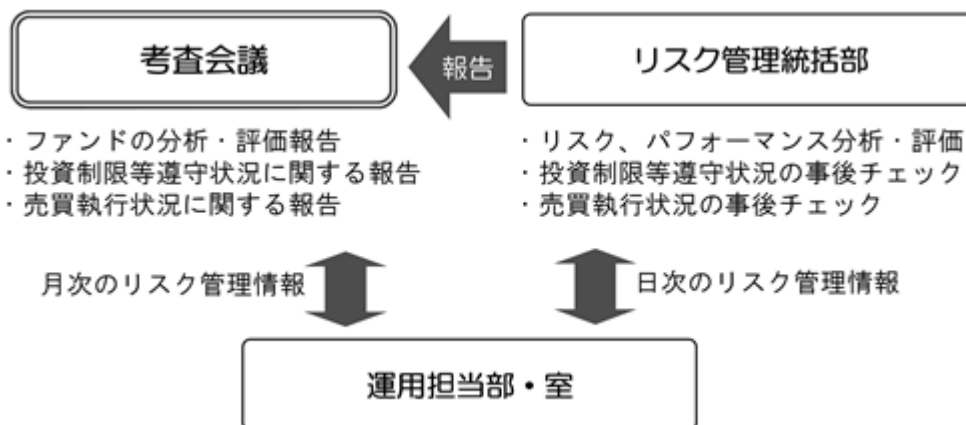 考査会議
報告
リスク管理統括部
・ファンドの分析・評価報告
・投資制限等遵守状況に関する報告
・売買執行状況に関する報告
・リスク、パフォーマンス分析・評価
・投資制限等遵守状況の事後チェック
・売買執行状況の事後チェック
月次のリスク管理情報
日次のリスク管理情報
運用担当部・室